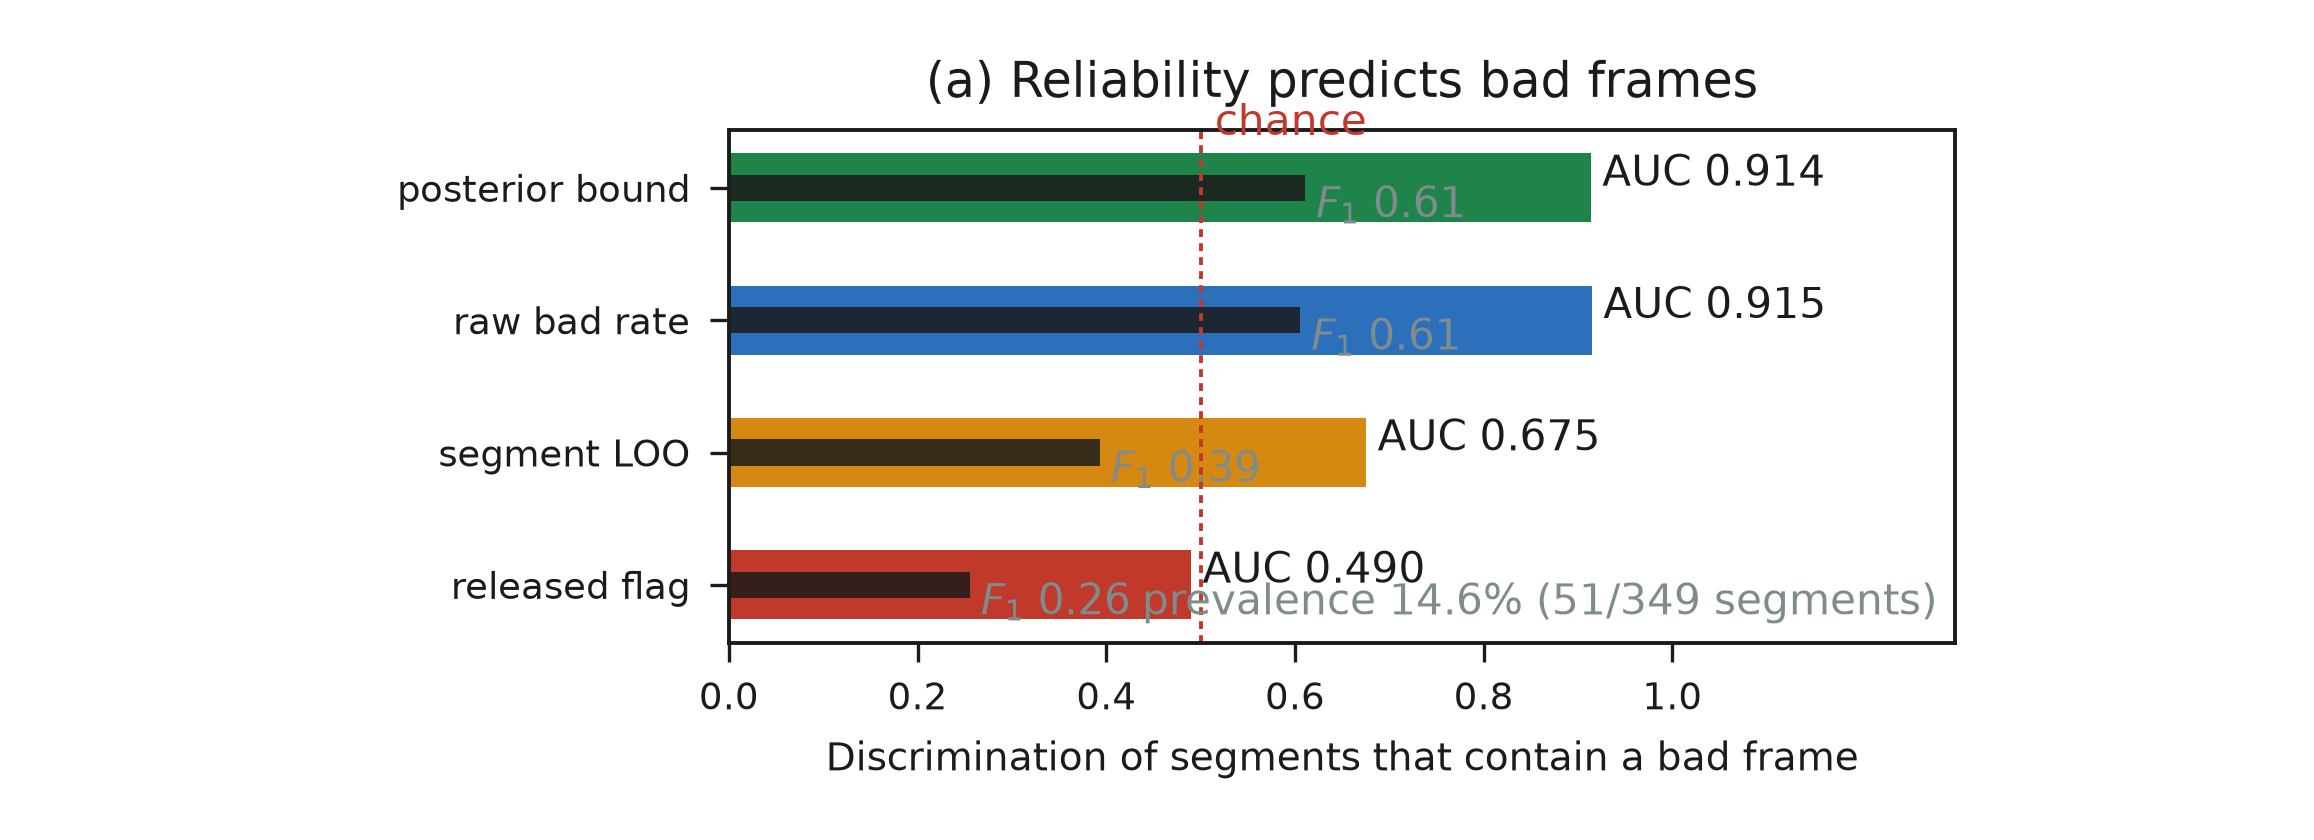 (a) Reliability predicts bad frames
chance
posterior bound
AUC 0.914
F1 0.61
raw bad rate
AUC 0.915
F1 0.61
segment LOO
AUC 0.675
F1 0.39
released flag
AUC 0.490
F1 0.26 prevalence 14.6% (51/349 segments)
0.0 0.2 0.4 0.6 0.8 1.0
Discrimination of segments that contain a bad frame